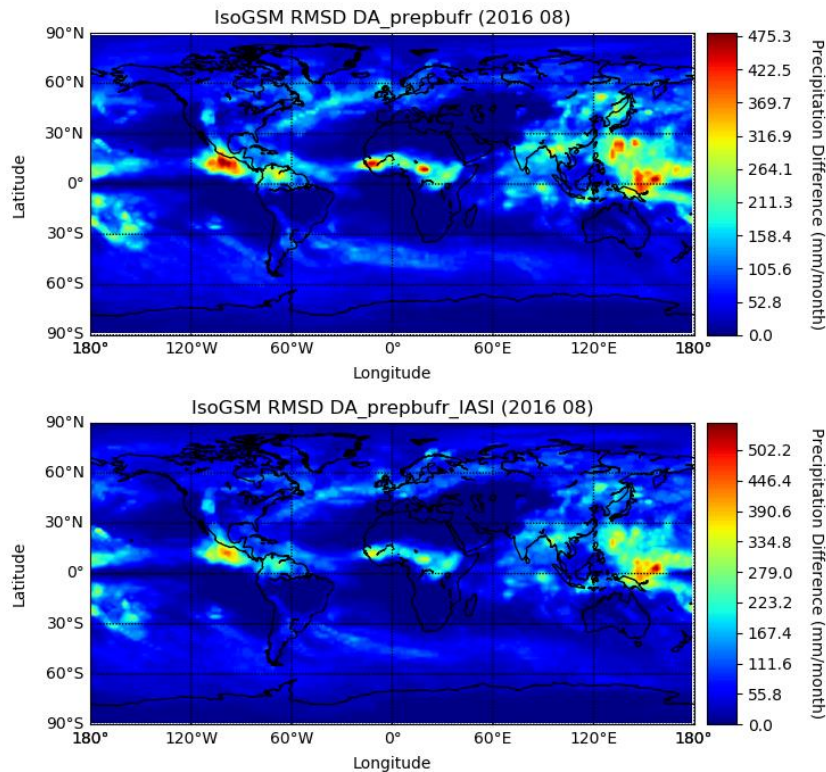 IsoGSM RMSD DA_prepbufr (2016 08)
90°N
60°N
30°N
0°
30°S
60°S
90°S
Latitude
180° 120°W 60°W 0° 60°E 120°E 180°
Longitude
475.3
422.5
369.7
316.9
264.1
211.3
158.4
105.6
52.8
0.0
Precipitation Difference (mm/month)
IsoGSM RMSD DA_prepbufr_IASI (2016 08)
90°N
60°N
30°N
0°
30°S
60°S
90°S
Latitude
180° 120°W 60°W 0° 60°E 120°E 180°
Longitude
502.2
446.4
390.6
334.8
279.0
223.2
167.4
111.6
55.8
0.0
Precipitation Difference (mm/month)